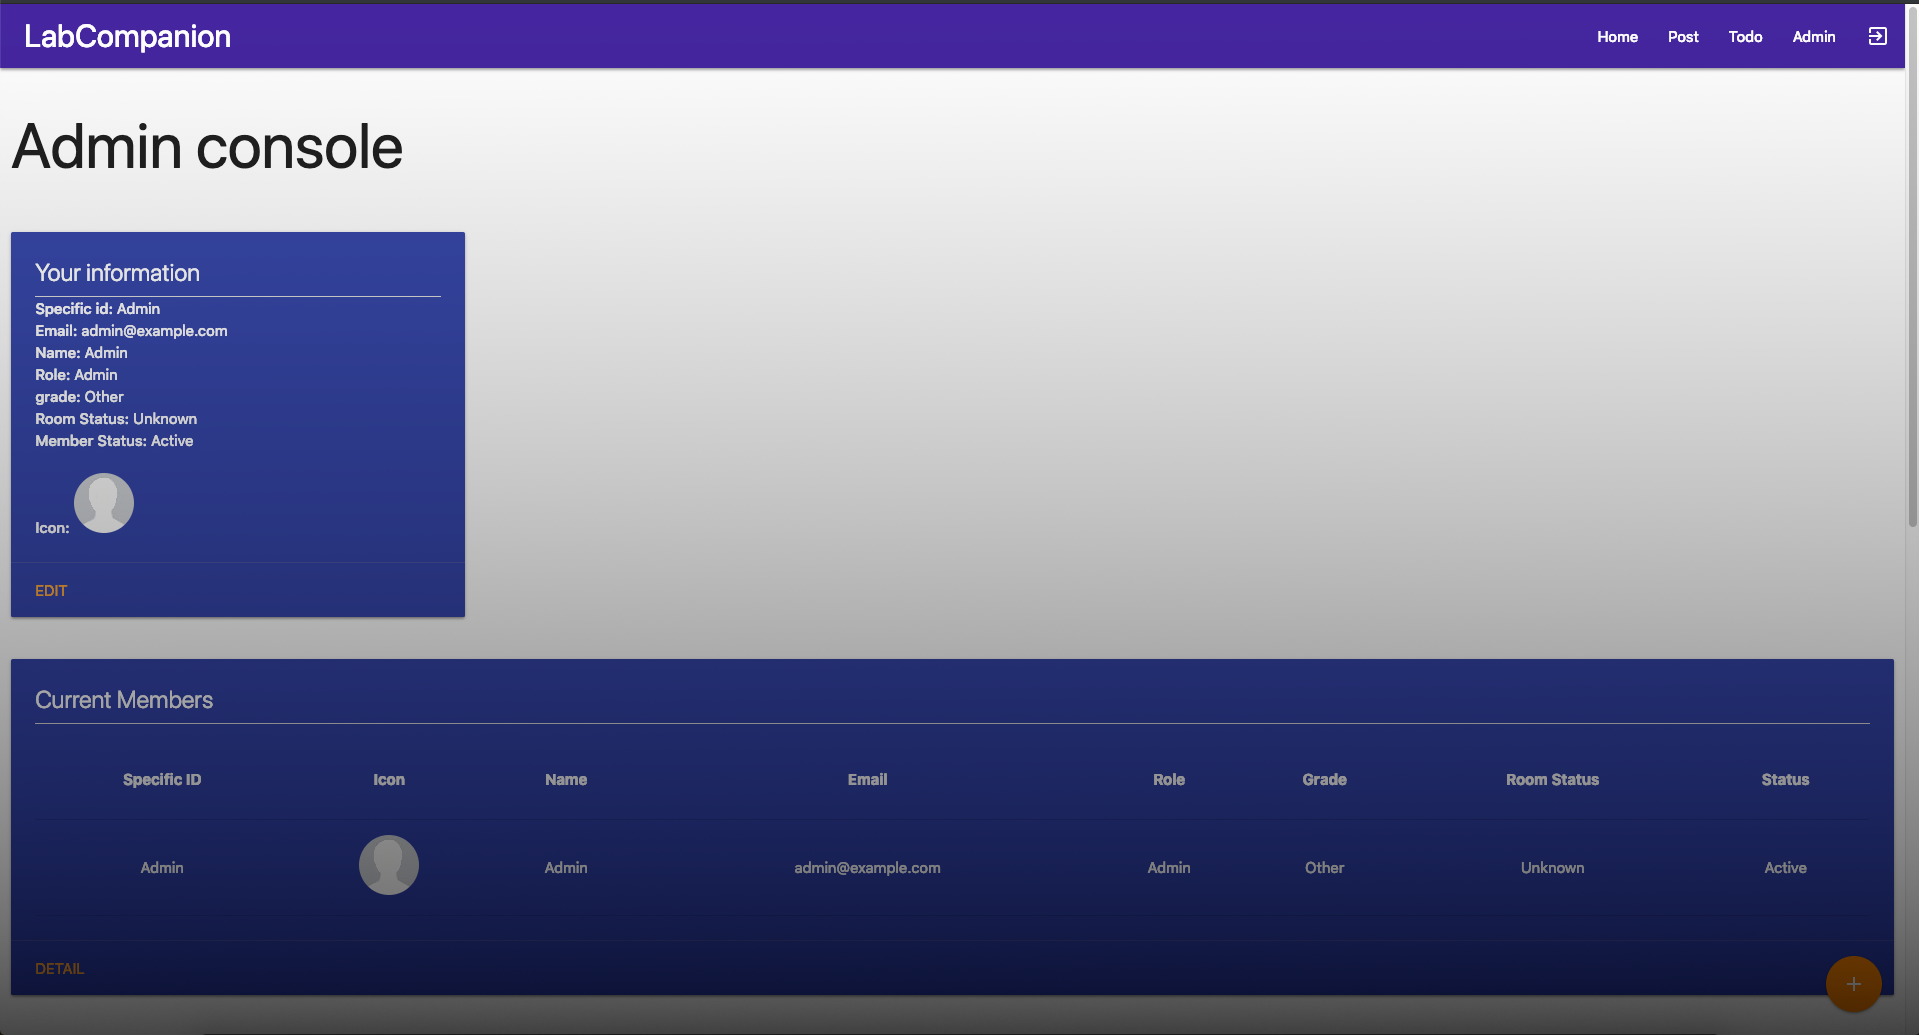 LabCompanion
Home Post Todo Admin
Admin console
Your information
Specific id: Admin
Email: admin@example.com
Name: Admin
Role: Admin
grade: Other
Room Status: Unknown
Member Status: Active
Icon:
EDIT
Current Members
Specific ID Icon Name Email Role Grade Room Status Status
Admin Admin admin@example.com Admin Other Unknown Active
DETAIL
+